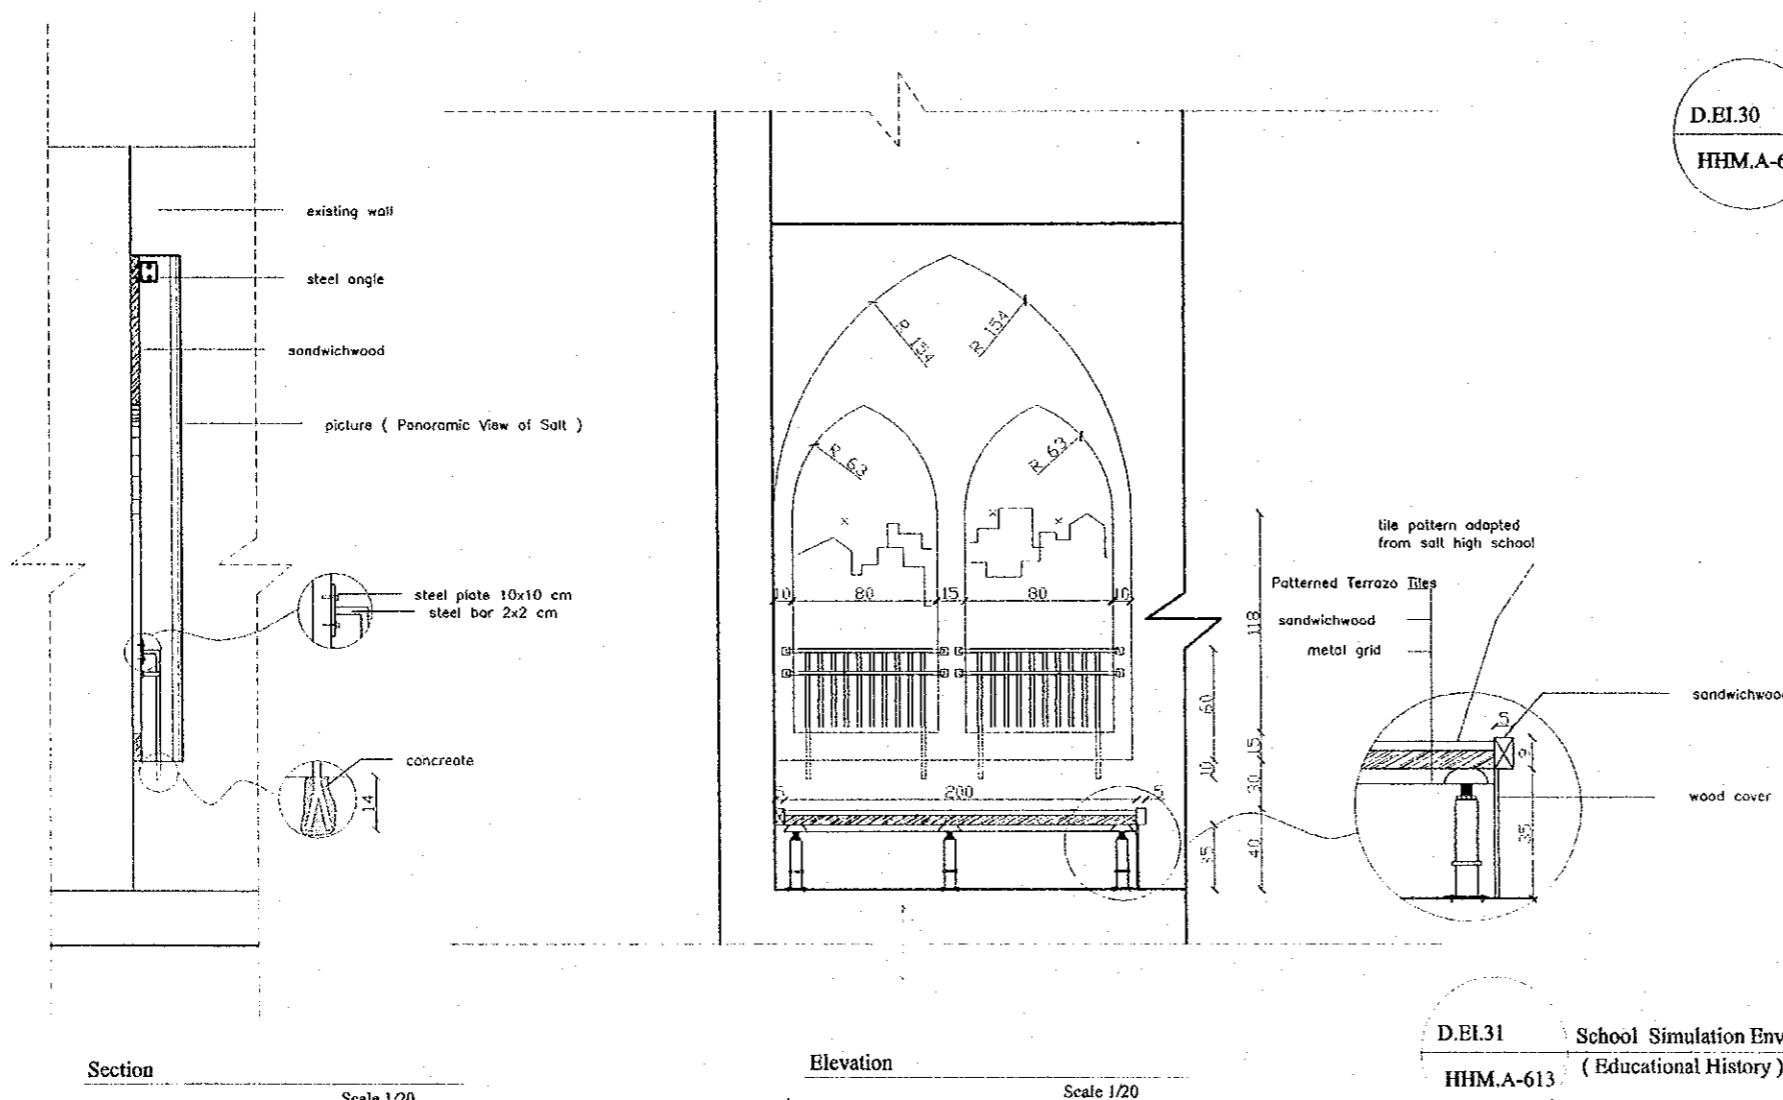 D.EI.30
HHM.A-6
existing wall
steel angle
sandwichwood
picture ( Panoramic View of Salt )
steel plate 10x10 cm
steel bar 2x2 cm
concreate
14
R 154
R 154
R 63
R 63
10
80
15
80
10
118
60
15
10
30
5
200
5
35
40
tile pattern adopted
from salt high school
Patterned Terrazo Tiles
sandwichwood
metal grid
sandwichwood
5
9
wood cover
35
Section
Scale 1/20
Elevation
Scale 1/20
D.EI.31
HHM.A-613
School Simulation Env
( Educational History )